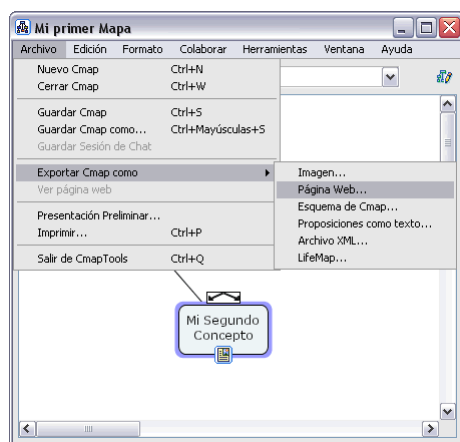 Mi primer Mapa
Archivo Edición Formato Colaborar Herramientas Ventana Ayuda
Nuevo Cmap Ctrl+N
Cerrar Cmap Ctrl+W
Guardar Cmap Ctrl+S
Guardar Cmap como... Ctrl+Mayúsculas+S
Guardar Sesión de Chat
Exportar Cmap como
Imagen...
Ver página web
Página Web...
Esquema de Cmap...
Presentación Preliminar...
Proposiciones como texto...
Imprimir... Ctrl+P
Archivo XML...
Salir de CmapTools Ctrl+Q
LifeMap...
Mi Segundo
Concepto